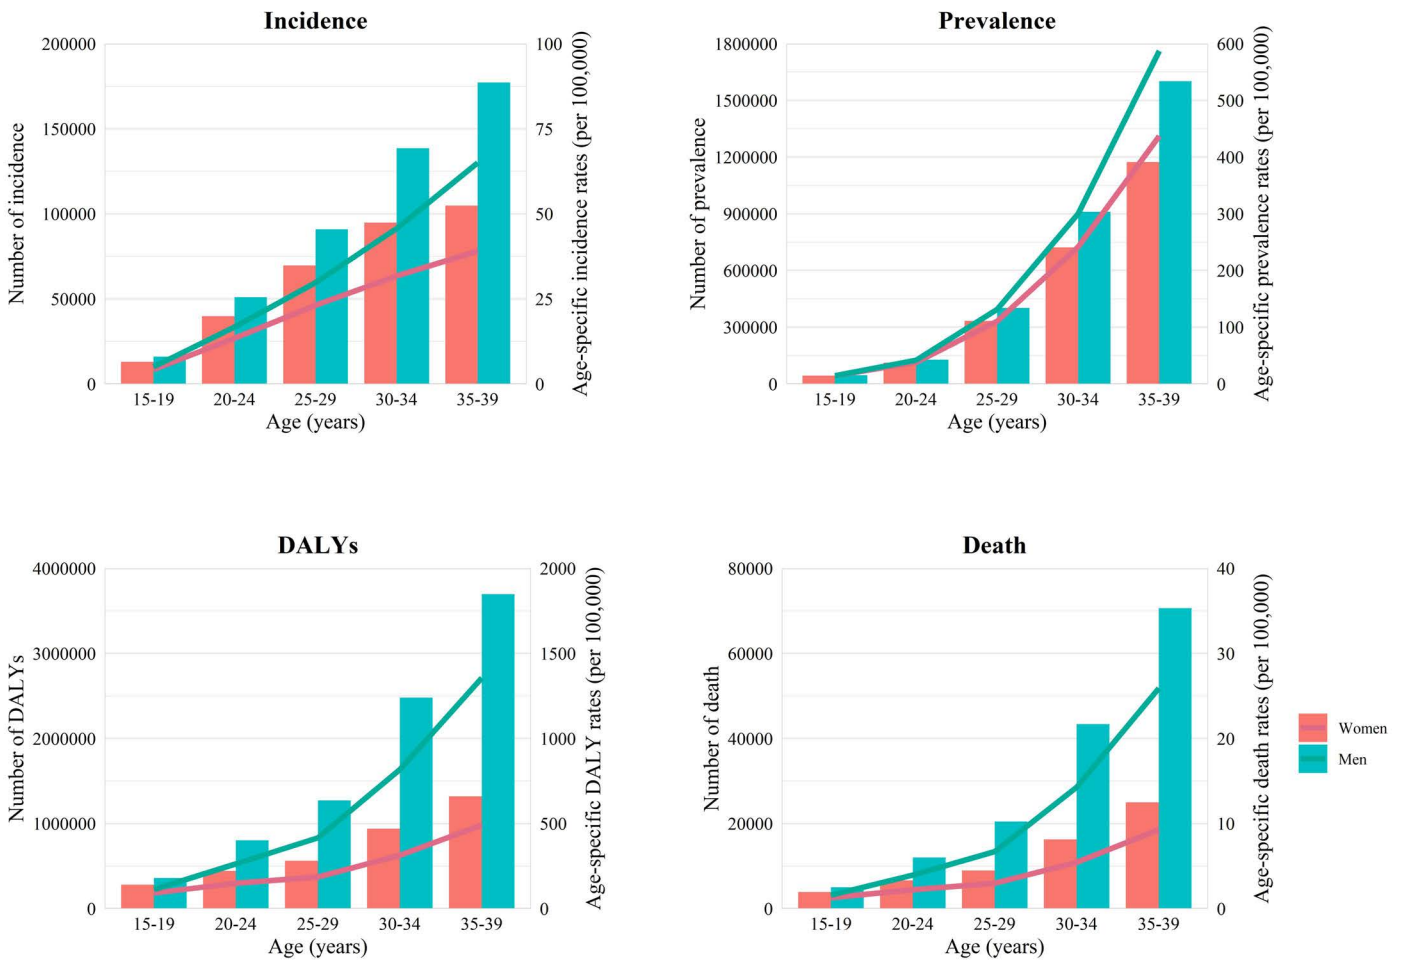 Incidence
200000
150000
100000
50000
0
Number of incidence
100
75
50
25
0
Age-specific incidence rates (per 100,000)
15-19 20-24 25-29 30-34 35-39
Age (years)
Prevalence
1800000
1500000
1200000
900000
600000
300000
0
Number of prevalence
600
500
400
300
200
100
0
Age-specific prevalence rates (per 100,000)
15-19 20-24 25-29 30-34 35-39
Age (years)
DALYs
4000000
3000000
2000000
1000000
0
Number of DALYs
2000
1500
1000
500
0
Age-specific DALY rates (per 100,000)
15-19 20-24 25-29 30-34 35-39
Age (years)
Death
80000
60000
40000
20000
0
Number of death
40
30
20
10
0
Age-specific death rates (per 100,000)
15-19 20-24 25-29 30-34 35-39
Age (years)
Women
Men